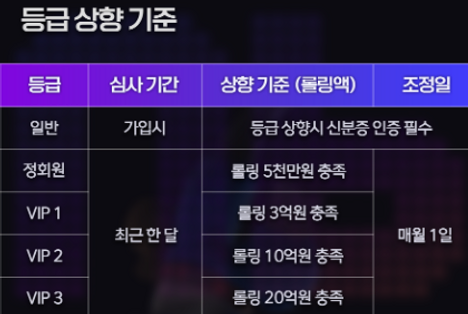 등급 상향 기준
등급 심사 기간 상향 기준 (롤링액) 조정일
일반 가입시 등급 상향시 신분증 인증 필수
정회원 롤링 5천만원 충족
VIP 1 롤링 3억원 충족
최근 한 달 매월 1일
VIP 2 롤링 10억원 충족
VIP 3 롤링 20억원 충족